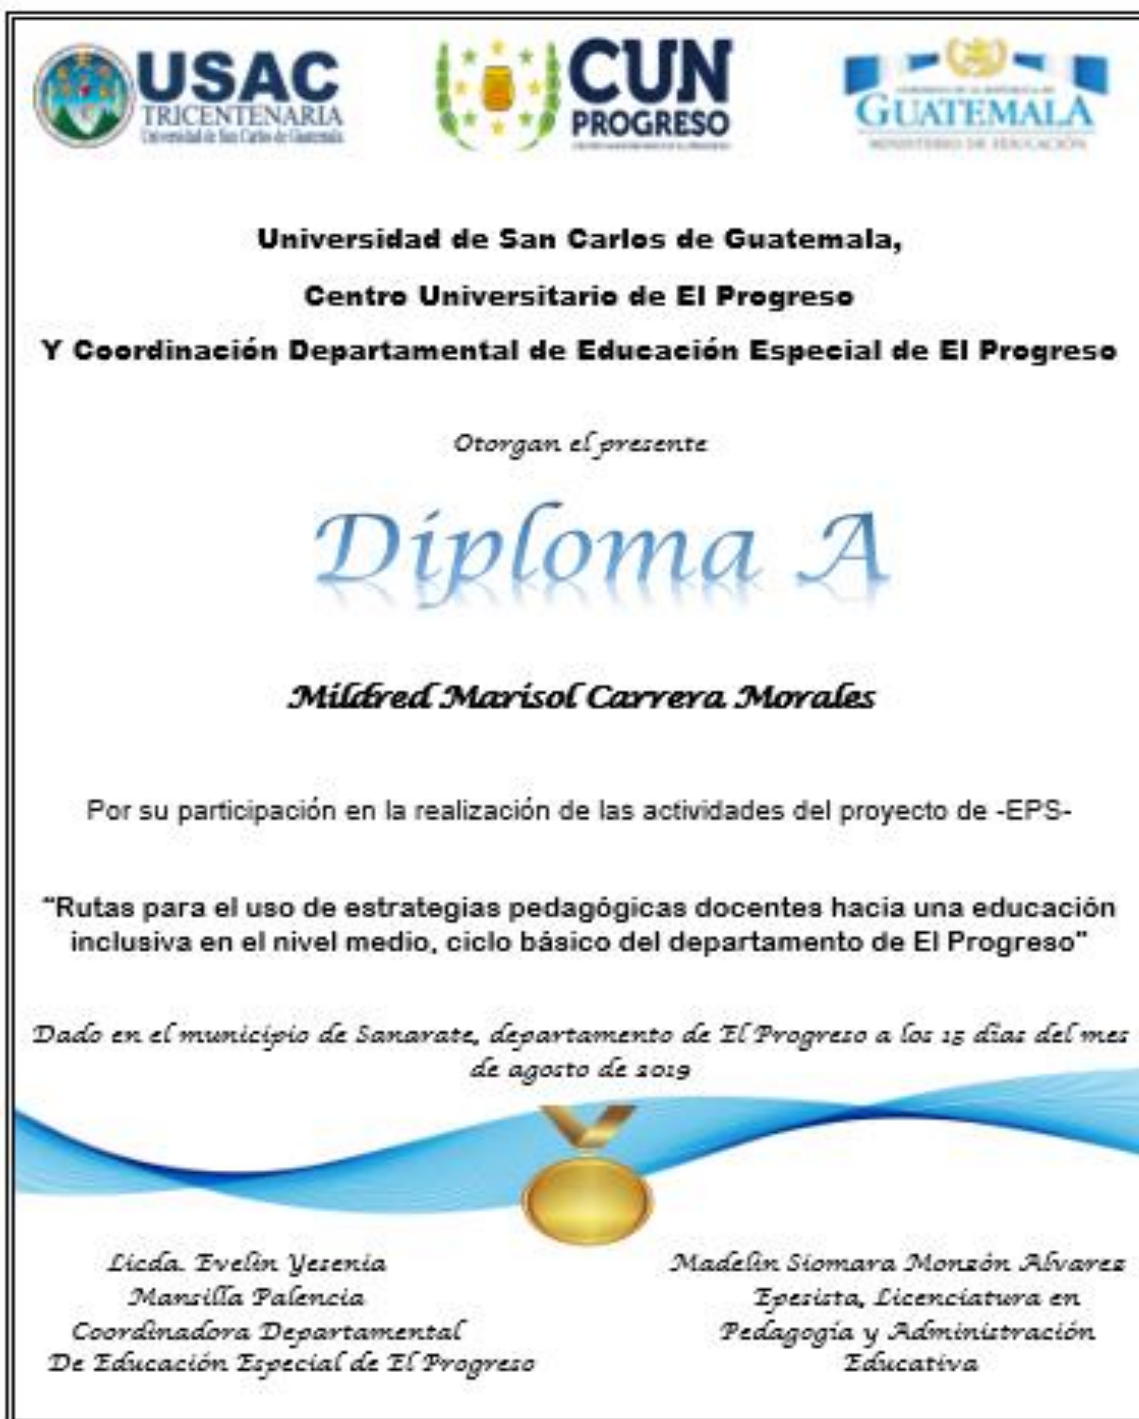 USAC
TRICENTENARIA
Universidad de San Carlos de Guatemala
CUN
PROGRESO
GUATEMALA
MINISTERIO DE EDUCACIÓN
Universidad de San Carlos de Guatemala,
Centro Universitario de El Progreso
Y Coordinación Departamental de Educación Especial de El Progreso
Otorgan el presente
Diploma A
Mildred Marisol Carrera Morales
Por su participación en la realización de las actividades del proyecto de -EPS-
"Rutas para el uso de estrategias pedagógicas docentes hacia una educación
inclusiva en el nivel medio, ciclo básico del departamento de El Progreso"
Dado en el municipio de Sanarate, departamento de El Progreso a los 15 días del mes
de agosto de 2019
Licda. Evelin Yesenia
Mansilla Palencia
Coordinadora Departamental
De Educación Especial de El Progreso
Madelin Siomara Monzón Alvarez
Epesista, Licenciatura en
Pedagogía y Administración
Educativa